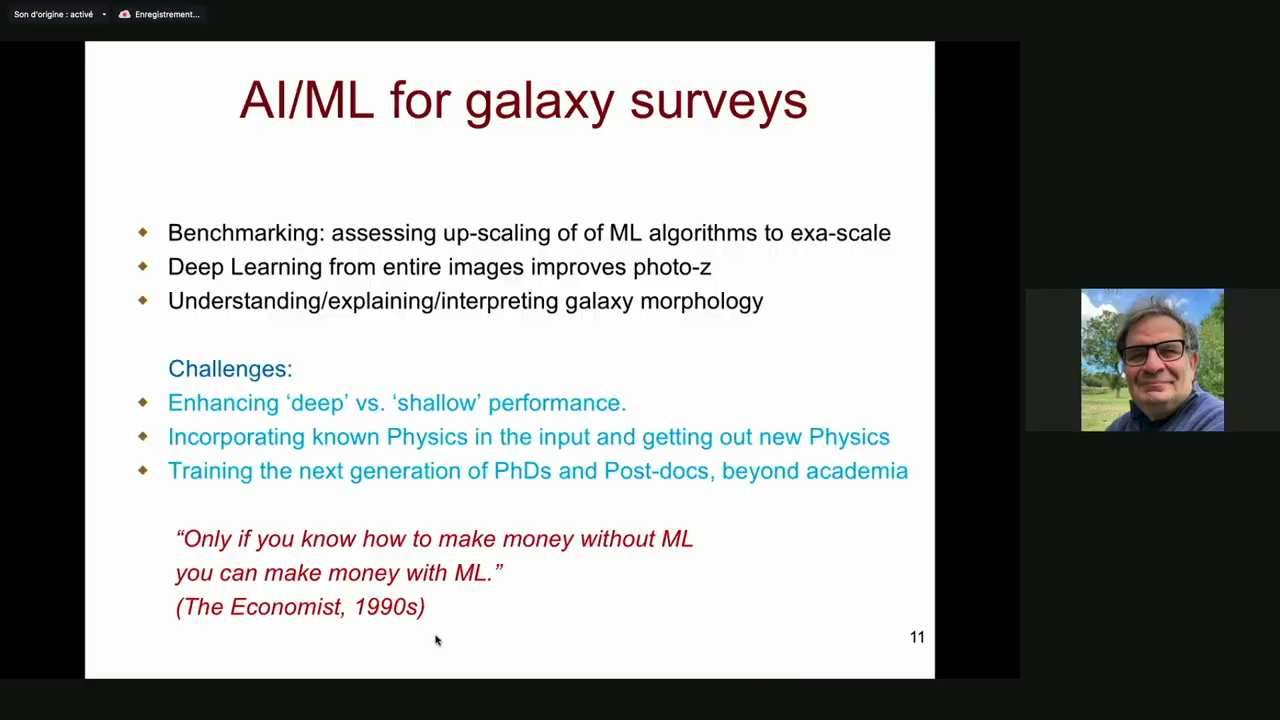 Son d'origine : activé
Enregistrement...
AI/ML for galaxy surveys
Benchmarking: assessing up-scaling of of ML algorithms to exa-scale
Deep Learning from entire images improves photo-z
Understanding/explaining/interpreting galaxy morphology
Challenges:
Enhancing ‘deep’ vs. ‘shallow’ performance.
Incorporating known Physics in the input and getting out new Physics
Training the next generation of PhDs and Post-docs, beyond academia
“Only if you know how to make money without ML
you can make money with ML.”
(The Economist, 1990s)
11